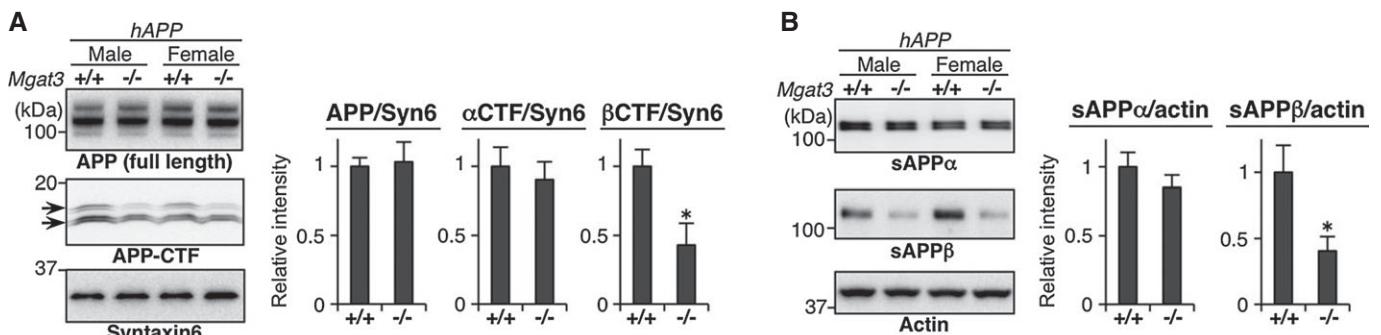 A
hAPP
Male Female
Mgat3 +/+ -/- +/+ -/-
(kDa)
100
APP (full length)
20
APP-CTF
37
Syntaxin6
Relative intensity
APP/Syn6
1
0.5
0
+/+ -/-
αCTF/Syn6
1
0.5
0
+/+ -/-
βCTF/Syn6
1
0.5
0
*
+/+ -/-
B
hAPP
Male Female
Mgat3 +/+ -/- +/+ -/-
(kDa)
100
sAPPα
100
sAPPβ
37
Actin
Relative intensity
sAPPα/actin
1
0.5
0
+/+ -/-
sAPPβ/actin
1
0.5
0
*
+/+ -/-